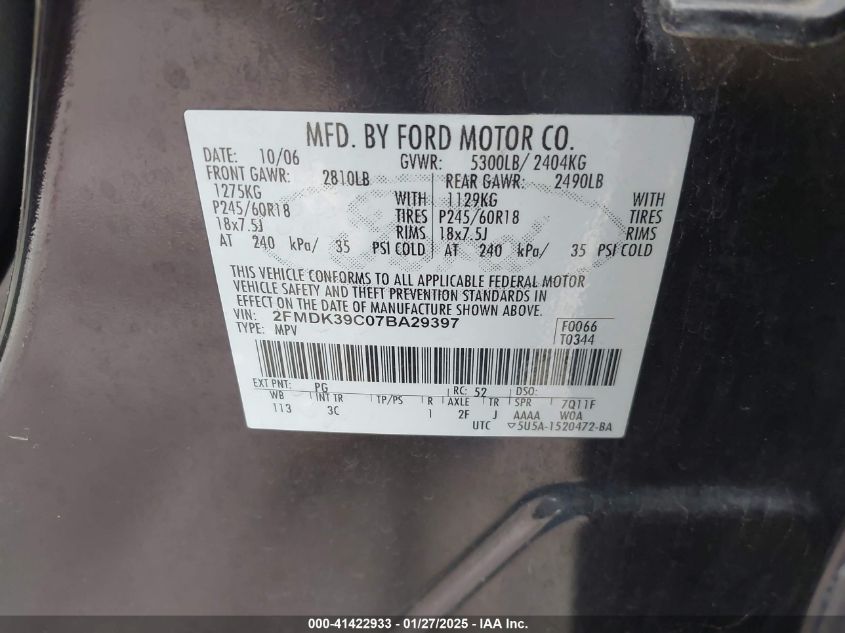 MFD. BY FORD MOTOR CO.
DATE: 10/06 GVWR: 5300LB/ 2404KG
FRONT GAWR: 2810LB REAR GAWR: 2490LB
1275KG WITH 1129KG WITH
P245/60R18 TIRES P245/60R18 TIRES
18x7.5J RIMS 18x7.5J RIMS
AT 240 kPa/ 35 PSI COLD AT 240 kPa/ 35 PSI COLD
THIS VEHICLE CONFORMS TO ALL APPLICABLE FEDERAL MOTOR
VEHICLE SAFETY AND THEFT PREVENTION STANDARDS IN
EFFECT ON THE DATE OF MANUFACTURE SHOWN ABOVE.
VIN: 2FMDK39C07BA29397 F0066
TYPE: MPV T0344
EXT PNT: PG RC: 52 DSO:
WB INT TR TP/PS R AXLE TR SPR 7Q11F
113 3C 1 2F J AAAA W0A
UTC ▽5U5A-1520472-BA
000-41422933 - 01/27/2025 - IAA Inc.